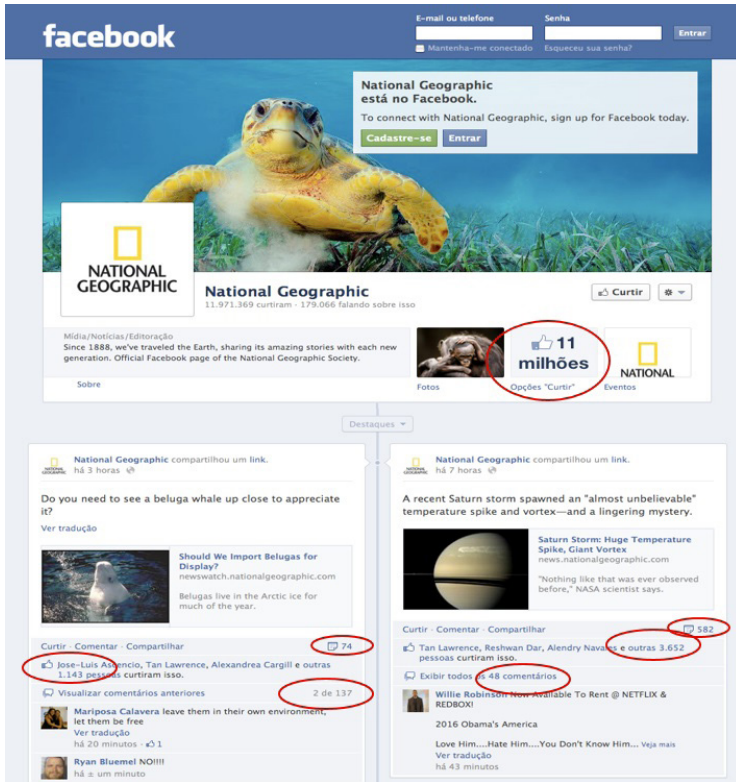 facebook
E-mail ou telefone
Senha
Entrar
Mantenha-me conectado
Esqueceu sua senha?
National Geographic
está no Facebook.
To connect with National Geographic, sign up for Facebook today.
Cadastre-se
Entrar
NATIONAL
GEOGRAPHIC
National Geographic
11.971.369 curtiram · 179.066 falando sobre isso
Curtir
Mídia/Notícias/Editoração
Since 1888, we've traveled the Earth, sharing its amazing stories with each new
generation. Official Facebook page of the National Geographic Society.
Sobre
Fotos
11
milhões
Opções "Curtir"
NATIONAL
Eventos
Destaques
National Geographic compartilhou um link.
há 3 horas
Do you need to see a beluga whale up close to appreciate
it?
Ver tradução
Should We Import Belugas for
Display?
newswatch.nationalgeographic.com
Belugas live in the Arctic ice for
much of the year.
Curtir · Comentar · Compartilhar
74
Jose-Luis Ascencio, Tan Lawrence, Alexandrea Cargill e outras
1.143 pessoas curtiram isso.
Visualizar comentários anteriores
2 de 137
Mariposa Calavera leave them in their own environment,
let them be free
Ver tradução
há 20 minutos · 1
Ryan Bluemel NO!!!!
há ± um minuto
National Geographic compartilhou um link.
há 7 horas
A recent Saturn storm spawned an "almost unbelievable"
temperature spike and vortex—and a lingering mystery.
Saturn Storm: Huge Temperature
Spike, Giant Vortex
news.nationalgeographic.com
"Nothing like that was ever observed
before," NASA scientist says.
Curtir · Comentar · Compartilhar
582
Tan Lawrence, Reshwan Dar, Alendry Navares e outras 3.652
pessoas curtiram isso.
Exibir todos os 48 comentários
Willie Robinson Now Available To Rent @ NETFLIX &
REDBOX!
2016 Obama's America
Love Him....Hate Him....You Don't Know Him... Veja mais
Ver tradução
há 43 minutos